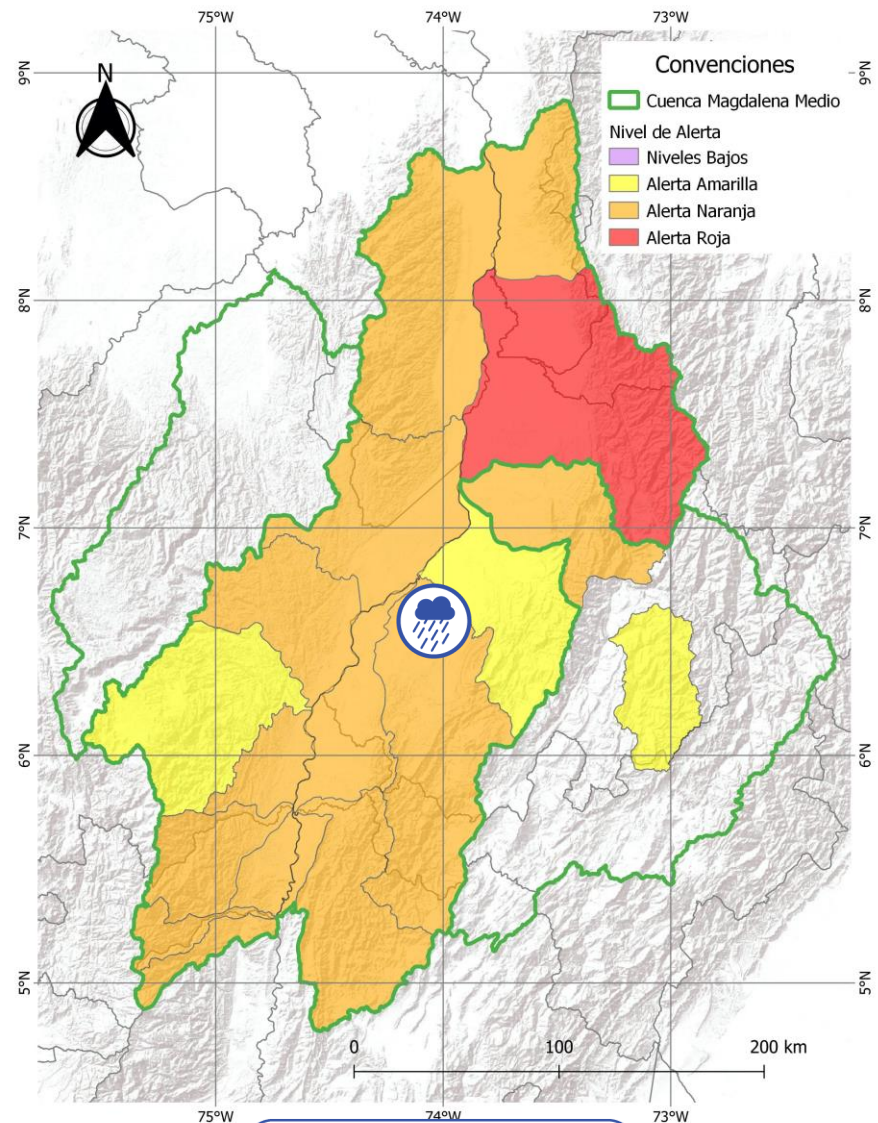 75°W
74°W
73°W
N
9°N
9°N
Convenciones
Cuenca Magdalena Medio
Nivel de Alerta
Niveles Bajos
Alerta Amarilla
Alerta Naranja
Alerta Roja
8°N
8°N
7°N
7°N
6°N
6°N
5°N
5°N
0
100
200 km
75°W
74°W
73°W